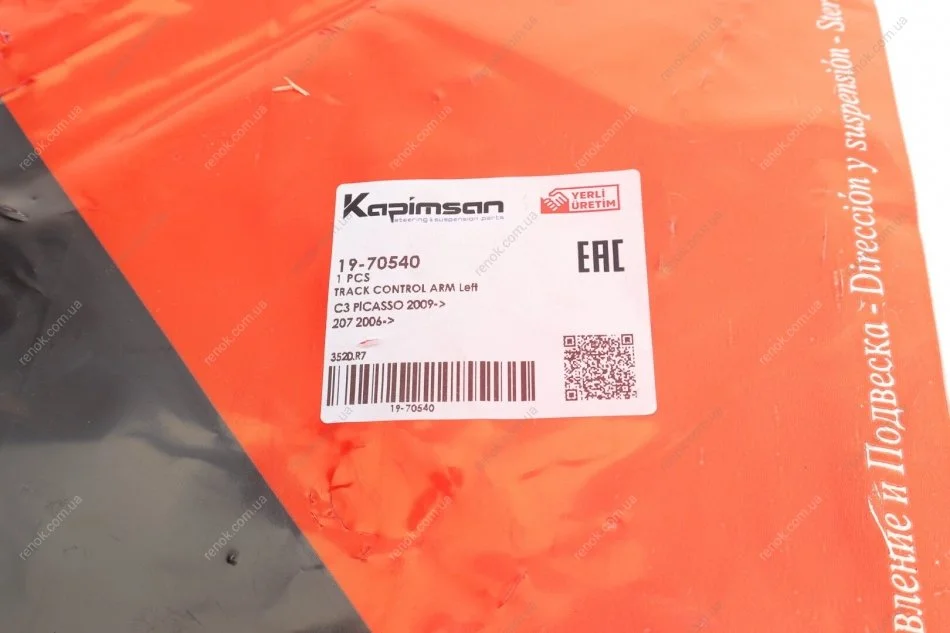 Kapimsan
steering & suspension parts
YERLİ
ÜRETİM
EAC
19-70540
1 PCS
TRACK CONTROL ARM Left
C3 PICASSO 2009->
207 2006->
3520.R7
19-70540
вление и Подвеска - Dirección y suspensión - Ster
renok.com.ua